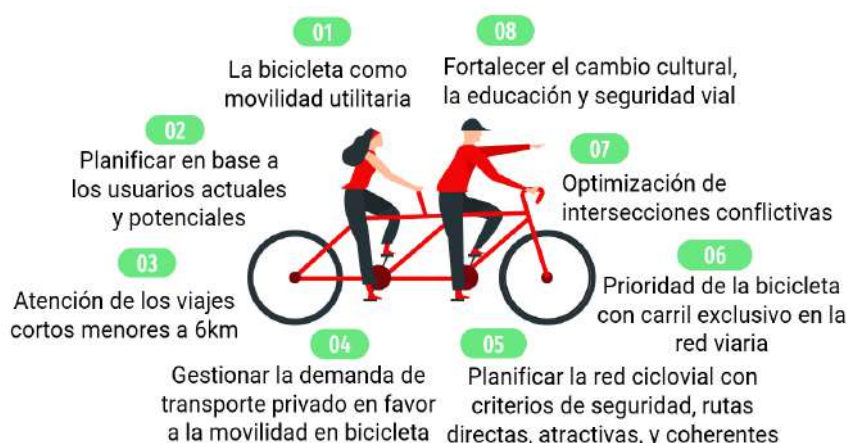 01
La bicicleta como
movilidad utilitaria
02
Planificar en base a
los usuarios actuales
y potenciales
03
Atención de los viajes
cortos menores a 6km
04
Gestionar la demanda de
transporte privado en favor
a la movilidad en bicicleta
05
Planificar la red ciclovial con
criterios de seguridad, rutas
directas, atractivas, y coherentes
06
Prioridad de la bicicleta
con carril exclusivo en la
red viaria
07
Optimización de
intersecciones conflictivas
08
Fortalecer el cambio cultural,
la educación y seguridad vial